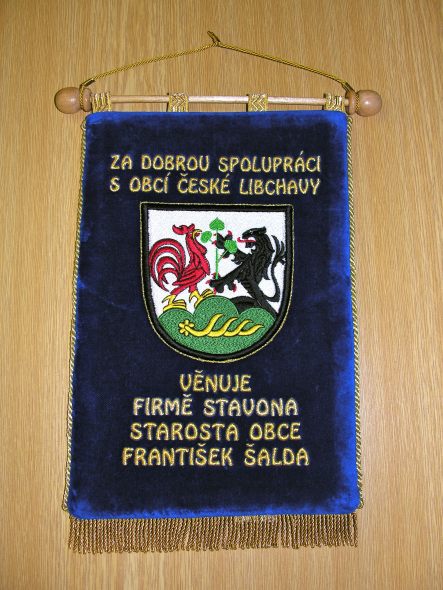 ZA DOBROU SPOLUPRÁCI
S OBCÍ ČESKÉ LIBCHAVY
VĚNUJE
FIRMĚ STAVONA
STAROSTA OBCE
FRANTIŠEK ŠALDA